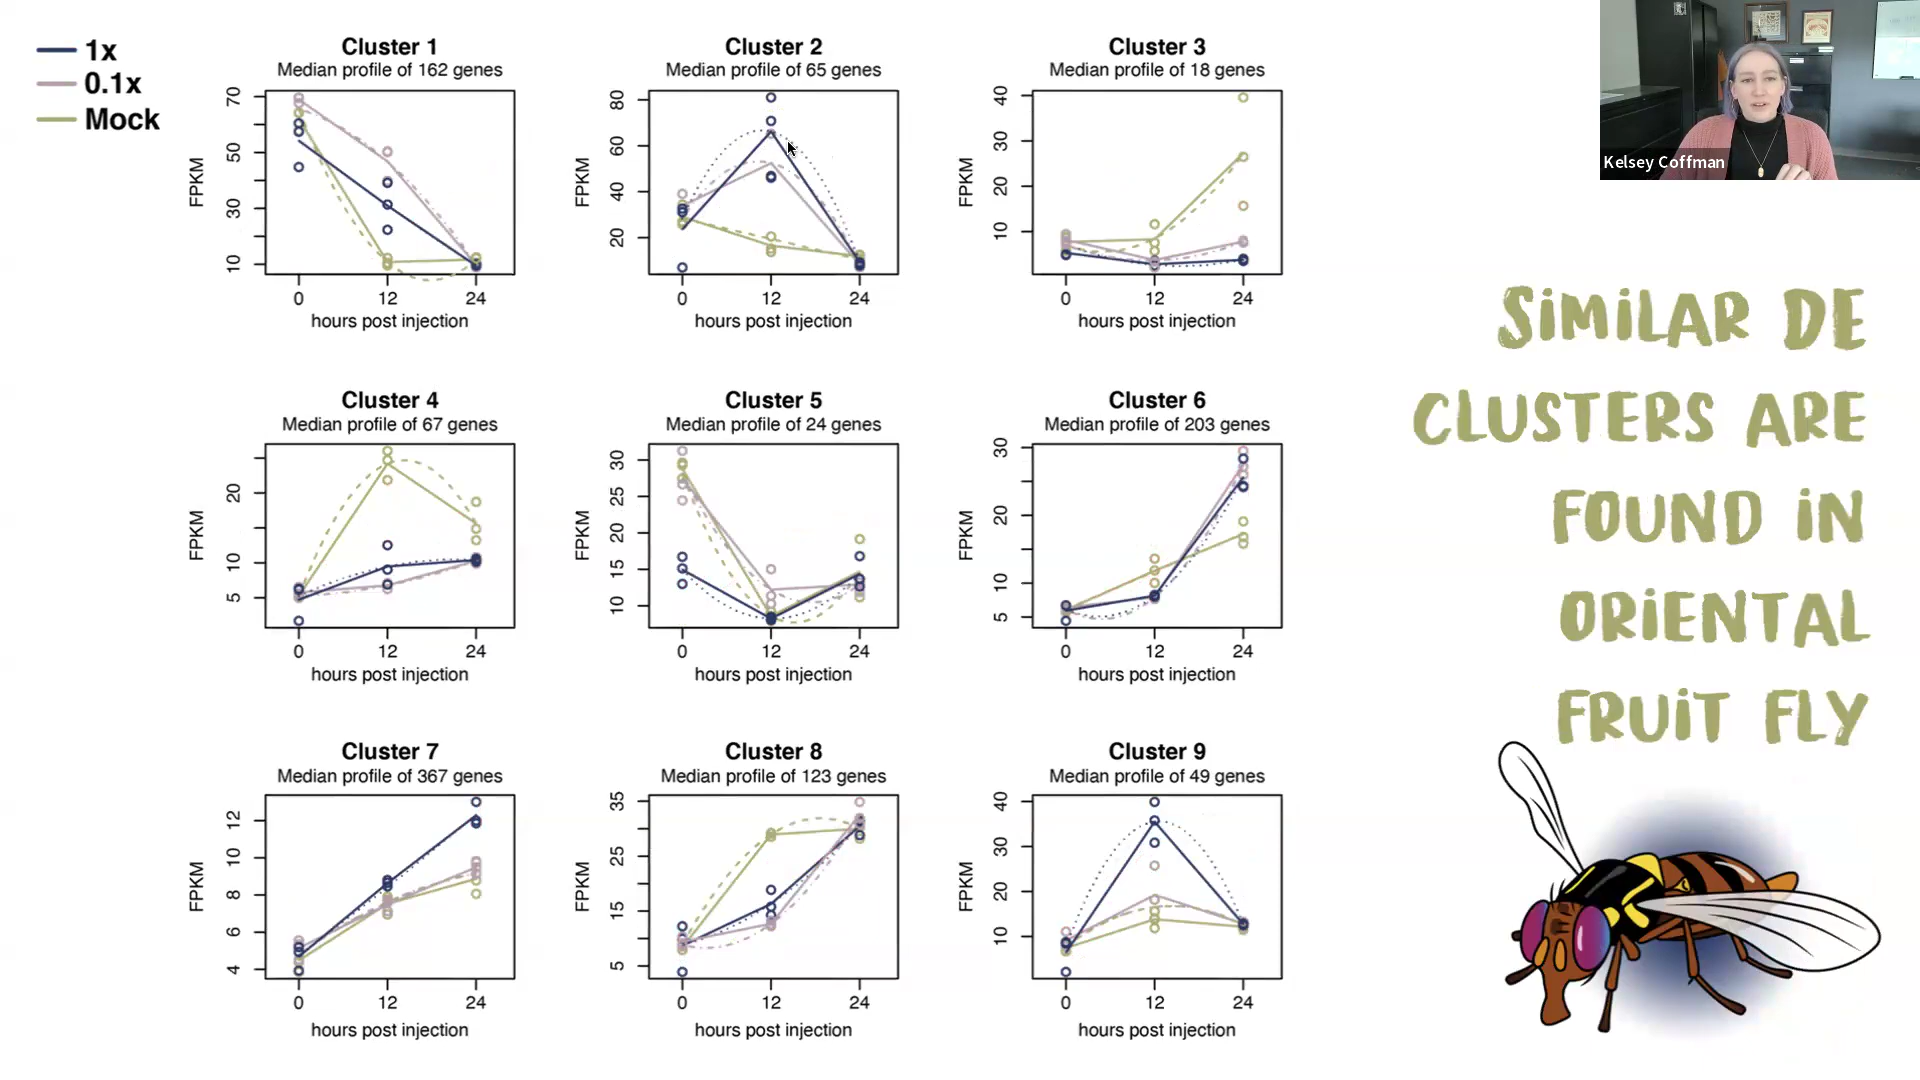 1x
0.1x
Mock
Cluster 1
Median profile of 162 genes
FPKM
70
50
30
10
0 12 24
hours post injection
Cluster 2
Median profile of 65 genes
FPKM
80
60
40
20
0 12 24
hours post injection
Cluster 3
Median profile of 18 genes
FPKM
40
30
20
10
0 12 24
hours post injection
Kelsey Coffman
Cluster 4
Median profile of 67 genes
FPKM
20
10
5
0 12 24
hours post injection
Cluster 5
Median profile of 24 genes
FPKM
30
25
20
15
10
0 12 24
hours post injection
Cluster 6
Median profile of 203 genes
FPKM
30
20
10
5
0 12 24
hours post injection
Cluster 7
Median profile of 367 genes
FPKM
12
10
8
6
4
0 12 24
hours post injection
Cluster 8
Median profile of 123 genes
FPKM
35
25
15
5
0 12 24
hours post injection
Cluster 9
Median profile of 49 genes
FPKM
40
30
20
10
0 12 24
hours post injection
SiMiLAR DE
CLUSTERS ARE
FOUND iN
ORiENTAL
FRUiT FLY